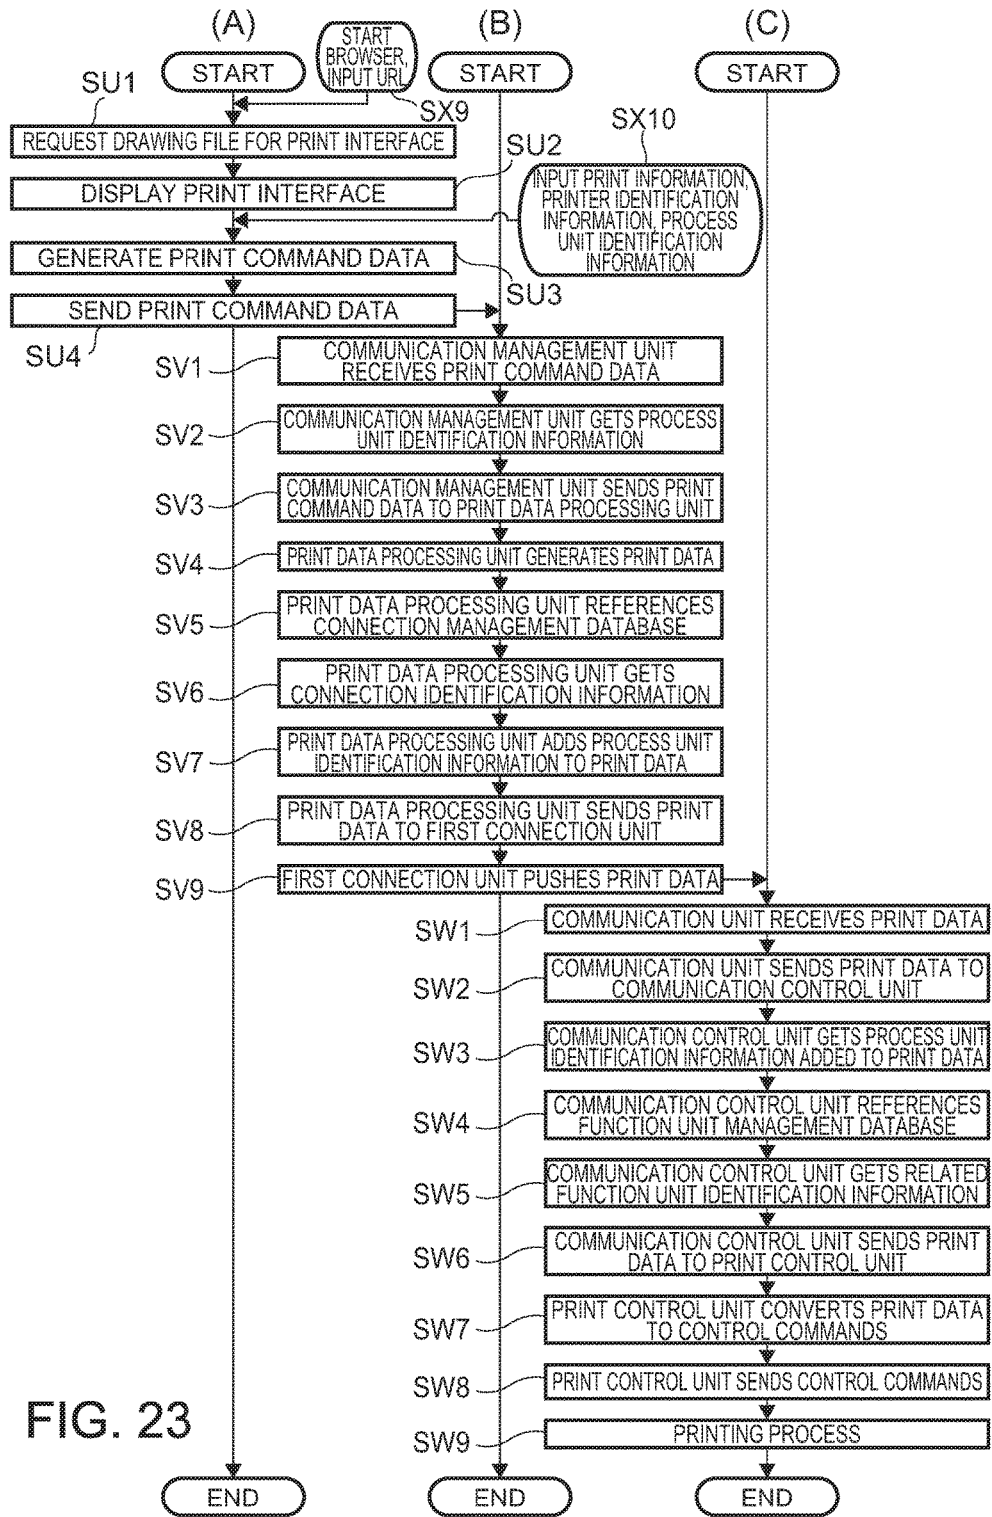 (A)
(B)
(C)
START
START
BROWSER,
INPUT URL
START
START
SU1
SX9
REQUEST DRAWING FILE FOR PRINT INTERFACE
SX10
SU2
DISPLAY PRINT INTERFACE
INPUT PRINT INFORMATION,
PRINTER IDENTIFICATION
INFORMATION, PROCESS
UNIT IDENTIFICATION
INFORMATION
GENERATE PRINT COMMAND DATA
SU3
SEND PRINT COMMAND DATA
SU4
SV1
COMMUNICATION MANAGEMENT UNIT
RECEIVES PRINT COMMAND DATA
SV2
COMMUNICATION MANAGEMENT UNIT GETS PROCESS
UNIT IDENTIFICATION INFORMATION
SV3
COMMUNICATION MANAGEMENT UNIT SENDS PRINT
COMMAND DATA TO PRINT DATA PROCESSING UNIT
SV4
PRINT DATA PROCESSING UNIT GENERATES PRINT DATA
SV5
PRINT DATA PROCESSING UNIT REFERENCES
CONNECTION MANAGEMENT DATABASE
SV6
PRINT DATA PROCESSING UNIT GETS
CONNECTION IDENTIFICATION INFORMATION
SV7
PRINT DATA PROCESSING UNIT ADDS PROCESS UNIT
IDENTIFICATION INFORMATION TO PRINT DATA
SV8
PRINT DATA PROCESSING UNIT SENDS PRINT
DATA TO FIRST CONNECTION UNIT
SV9
FIRST CONNECTION UNIT PUSHES PRINT DATA
SW1
COMMUNICATION UNIT RECEIVES PRINT DATA
SW2
COMMUNICATION UNIT SENDS PRINT DATA TO
COMMUNICATION CONTROL UNIT
SW3
COMMUNICATION CONTROL UNIT GETS PROCESS UNIT
IDENTIFICATION INFORMATION ADDED TO PRINT DATA
SW4
COMMUNICATION CONTROL UNIT REFERENCES
FUNCTION UNIT MANAGEMENT DATABASE
SW5
COMMUNICATION CONTROL UNIT GETS RELATED
FUNCTION UNIT IDENTIFICATION INFORMATION
SW6
COMMUNICATION CONTROL UNIT SENDS PRINT
DATA TO PRINT CONTROL UNIT
SW7
PRINT CONTROL UNIT CONVERTS PRINT DATA
TO CONTROL COMMANDS
SW8
PRINT CONTROL UNIT SENDS CONTROL COMMANDS
SW9
PRINTING PROCESS
FIG. 23
END
END
END